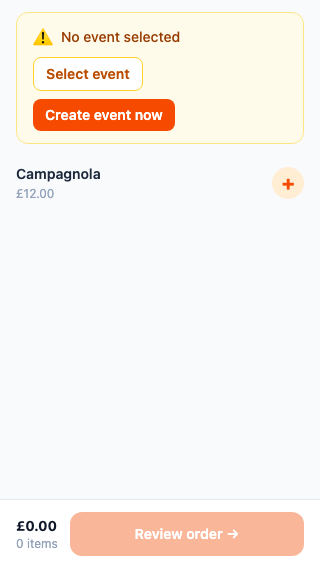 No event selected
Select event
Create event now
Campagnola
£12.00
£0.00
0 items
Review order →